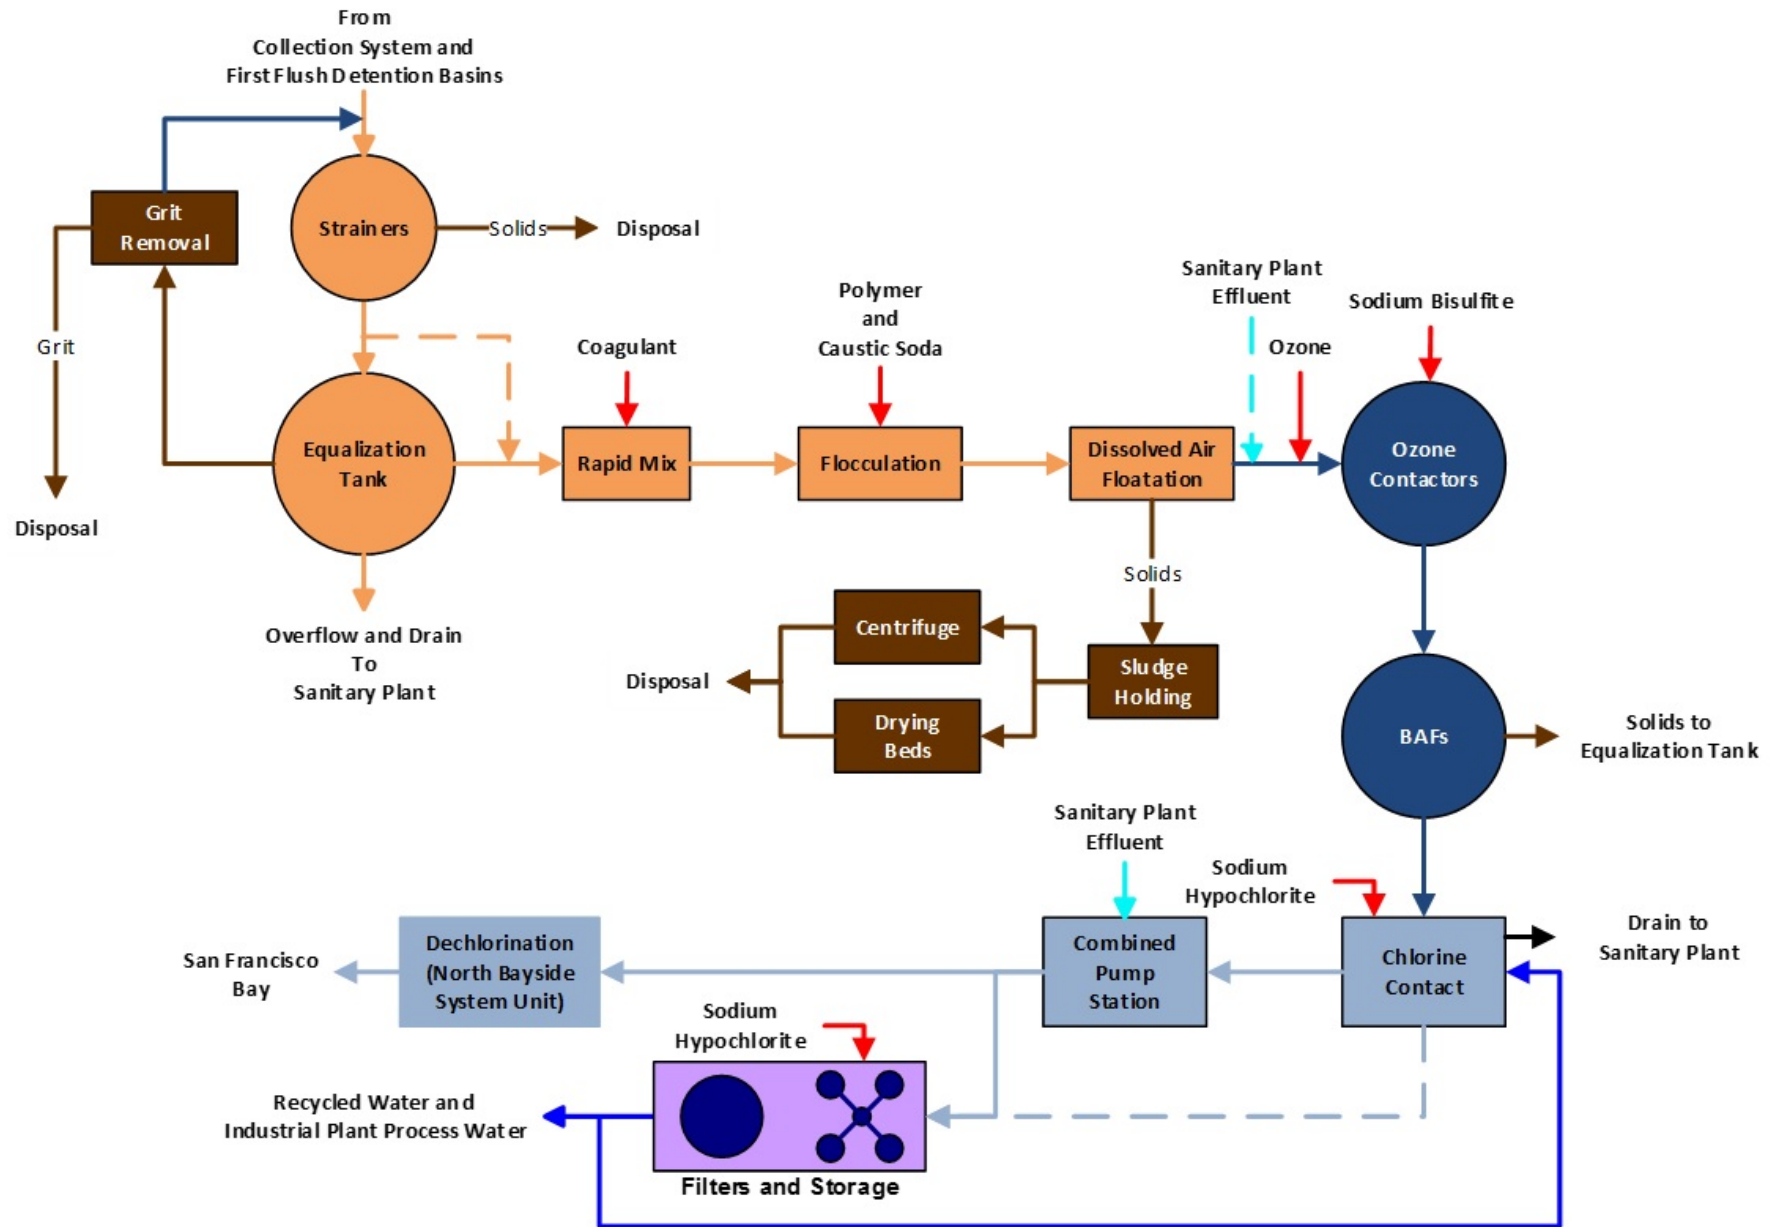 From
Collection System and
First Flush Detention Basins
Grit
Removal
Strainers
Solids
Disposal
Grit
Disposal
Equalization
Tank
Overflow and Drain
To
Sanitary Plant
Coagulant
Rapid Mix
Polymer
and
Caustic Soda
Flocculation
Dissolved Air
Floatation
Sanitary Plant
Effluent
Ozone
Sodium Bisulfite
Ozone
Contactors
Solids
Sludge
Holding
Centrifuge
Drying
Beds
Disposal
BAFs
Solids to
Equalization Tank
Sanitary Plant
Effluent
Sodium
Hypochlorite
Chlorine
Contact
Drain to
Sanitary Plant
Combined
Pump
Station
Dechlorination
(North Bayside
System Unit)
San Francisco
Bay
Sodium
Hypochlorite
Recycled Water and
Industrial Plant Process Water
Filters and Storage